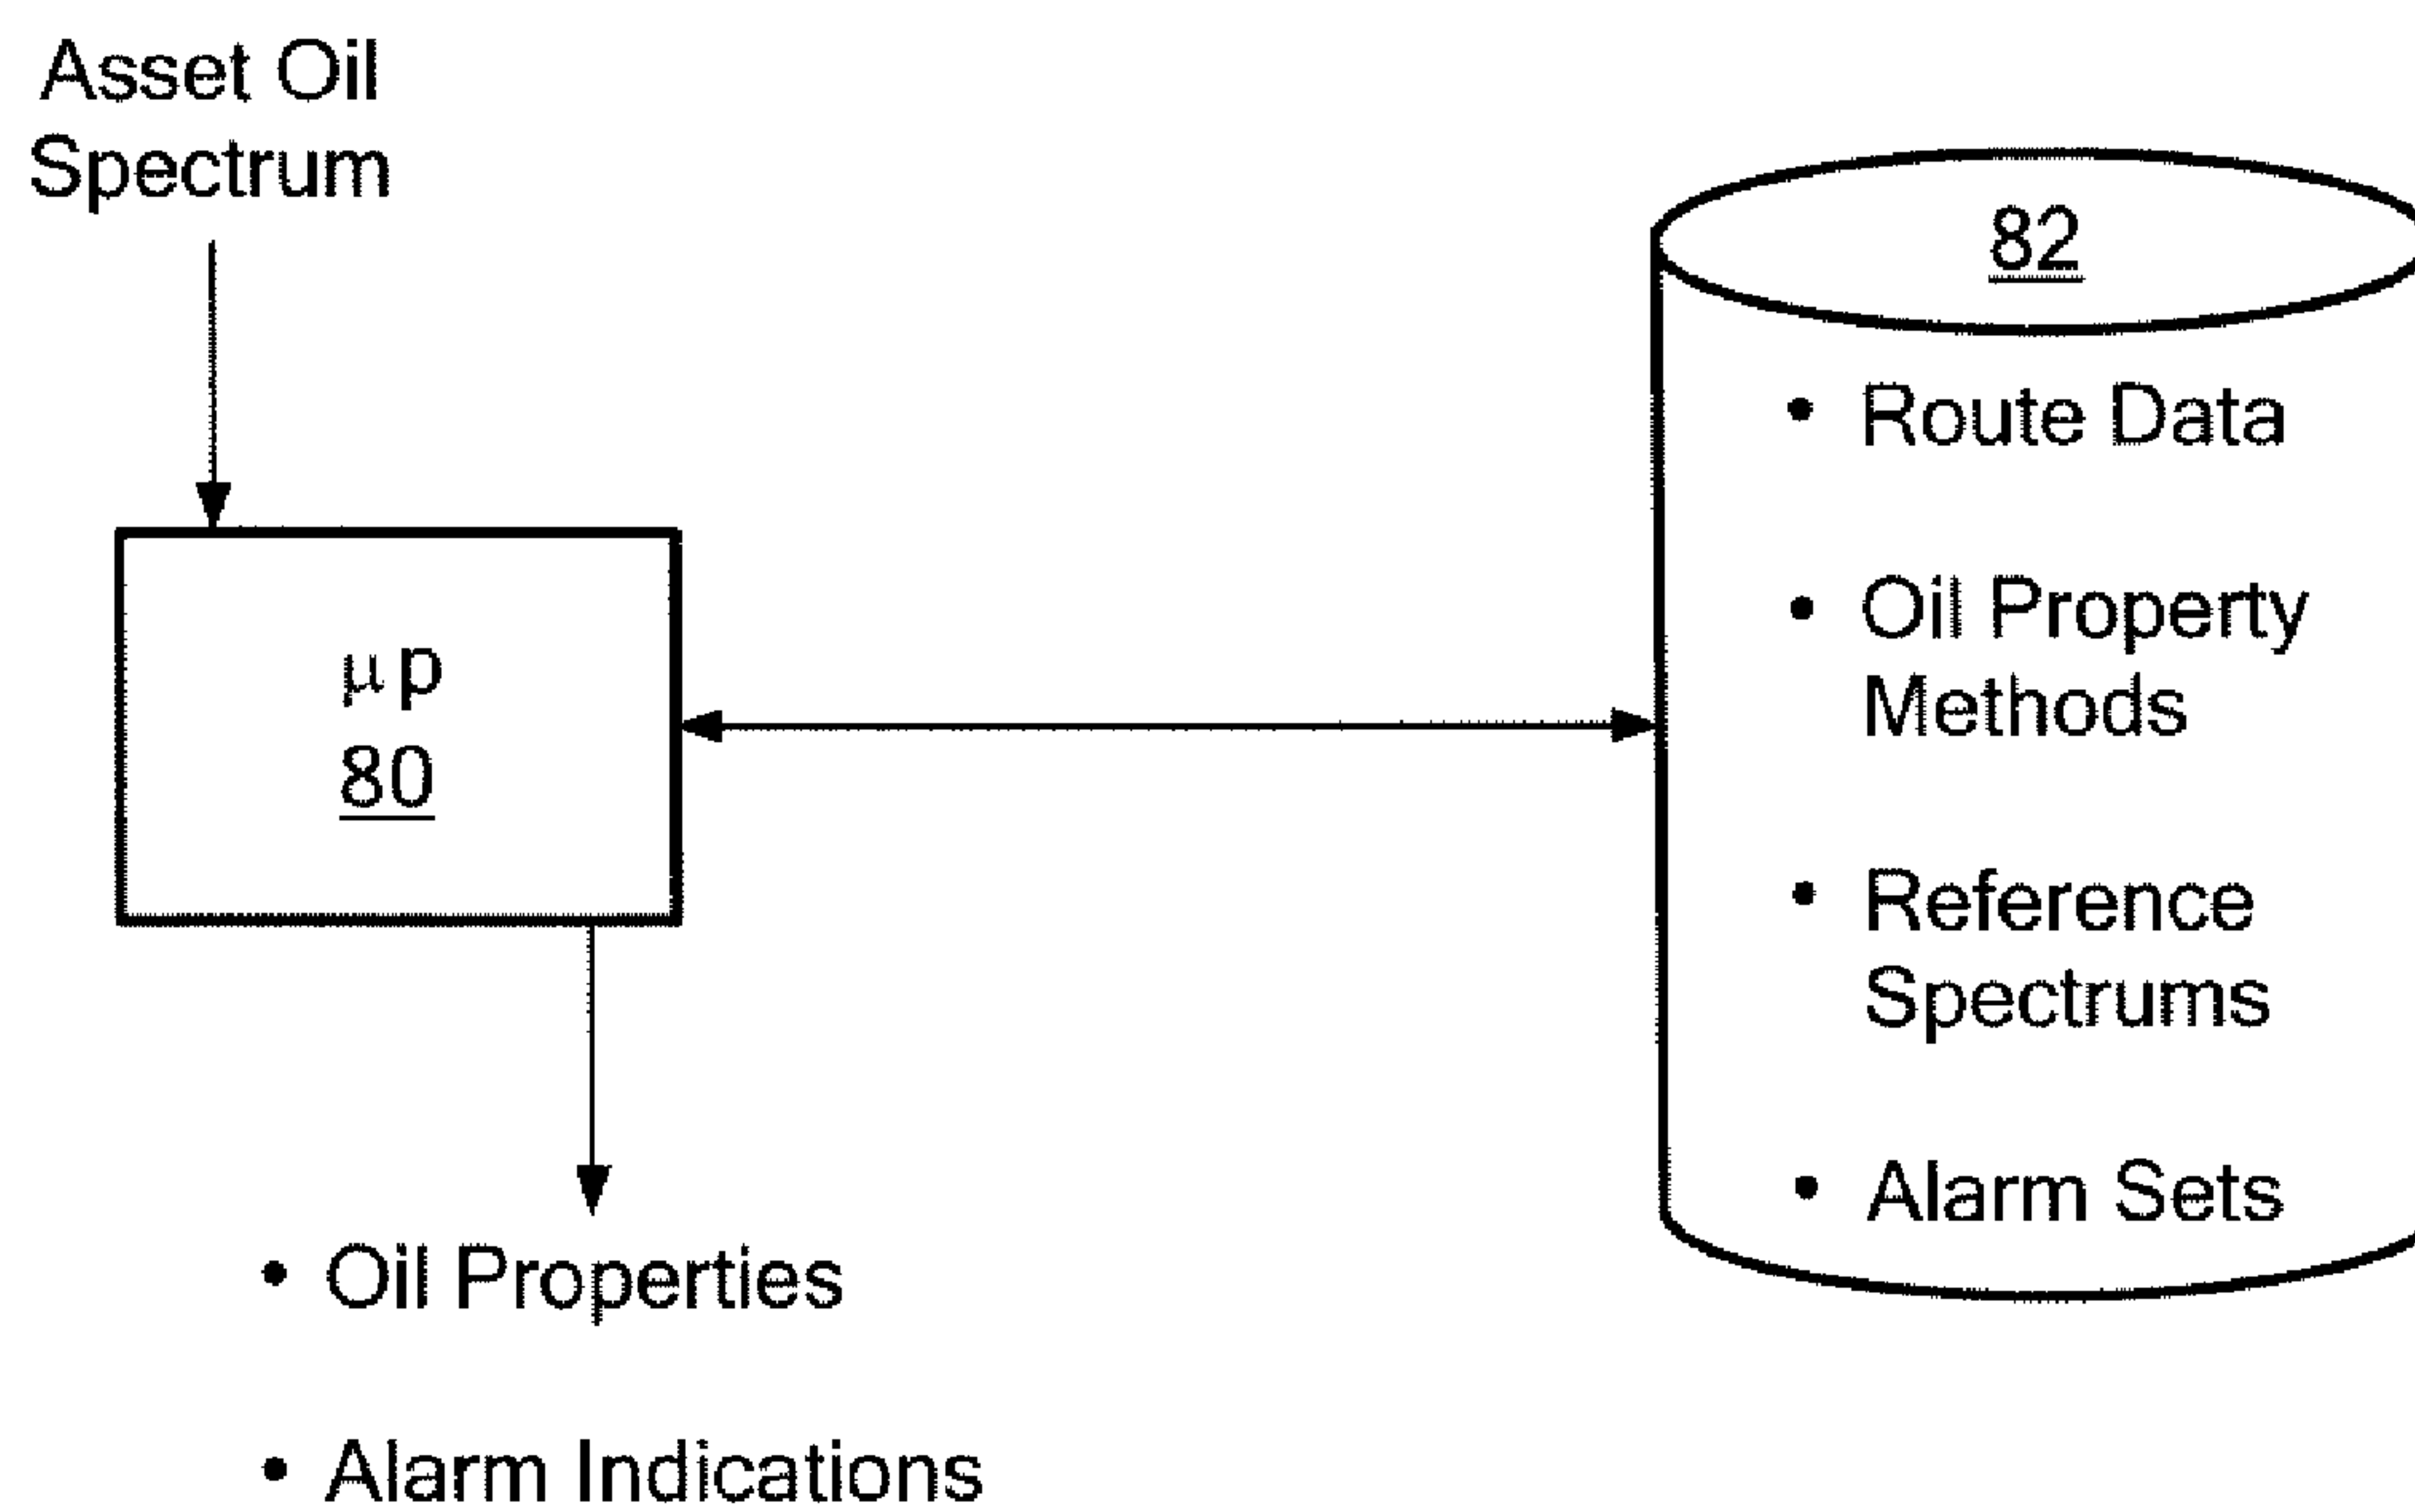 Asset Oil
Spectrum
82
• Route Data
• Oil Property
Methods
• Reference
Spectrums
• Alarm Sets
µp
80
• Oil Properties
• Alarm Indications